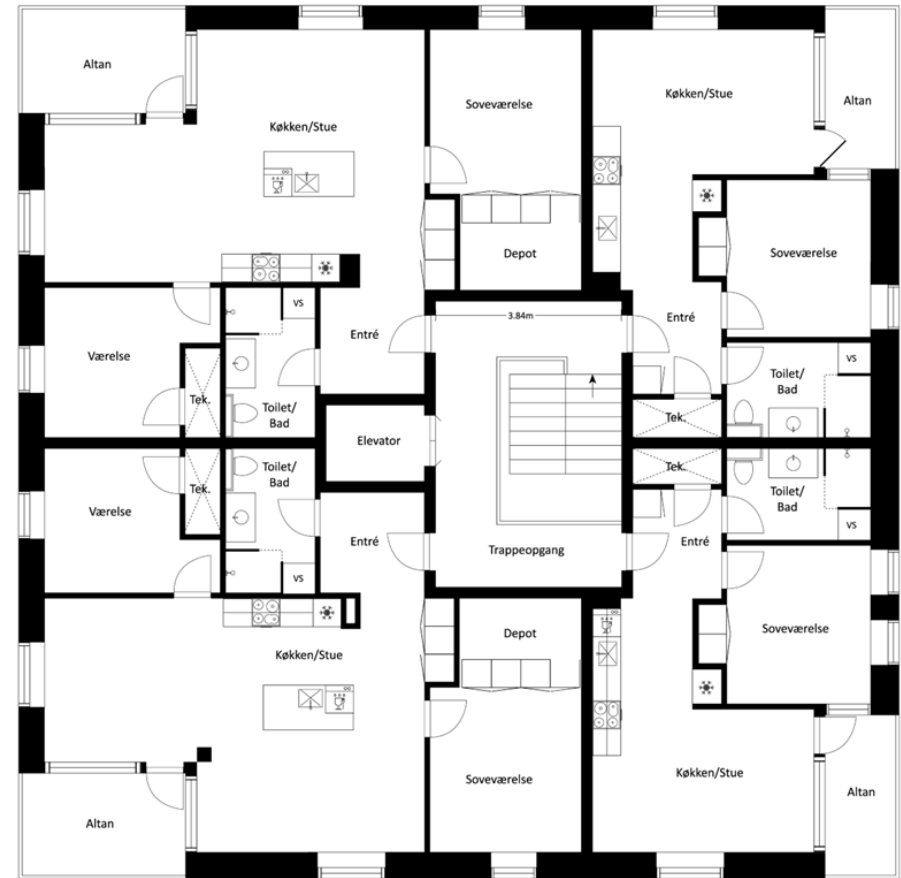 Altan
Køkken/Stue
Soveværelse
Køkken/Stue
Altan
Depot
Soveværelse
VS
3.84m
Entré
Entré
Værelse
Tek.
Toilet/
Bad
Toilet/
Bad
VS
Tek.
Elevator
Tek.
Toilet/
Bad
Værelse
Tek.
Toilet/
Bad
VS
Entré
Trappeopgang
Entré
VS
Depot
Soveværelse
Køkken/Stue
Soveværelse
Køkken/Stue
Altan
Altan